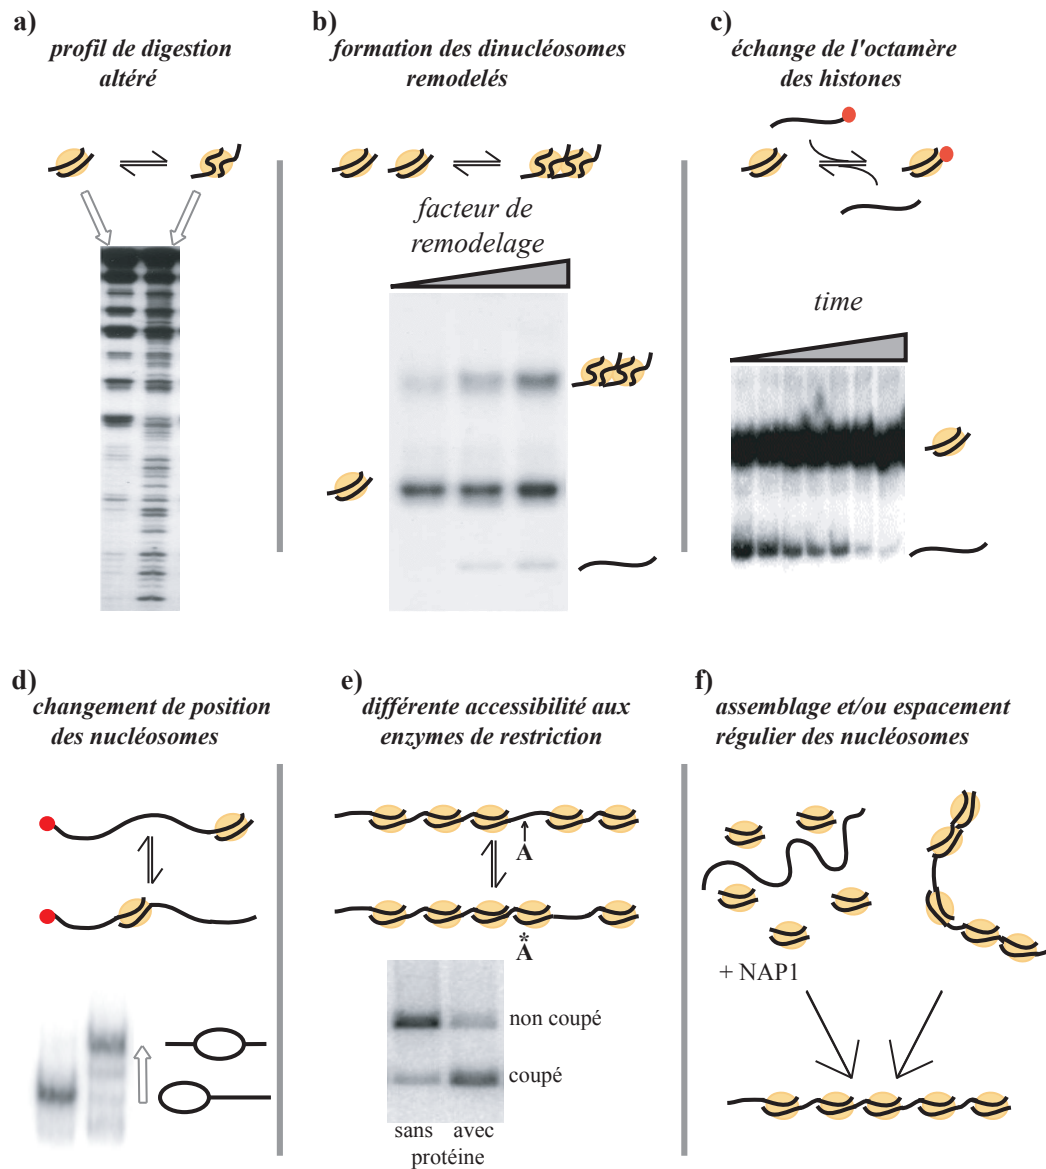 a)
profil de digestion
altéré
b)
formation des dinucléosomes
remodelés
facteur de
remodelage
c)
échange de l'octamère
des histones
time
d)
changement de position
des nucléosomes
e)
différente accessibilité aux
enzymes de restriction
A
*
A
non coupé
coupé
sans avec
protéine
f)
assemblage et/ou espacement
régulier des nucléosomes
+ NAP1